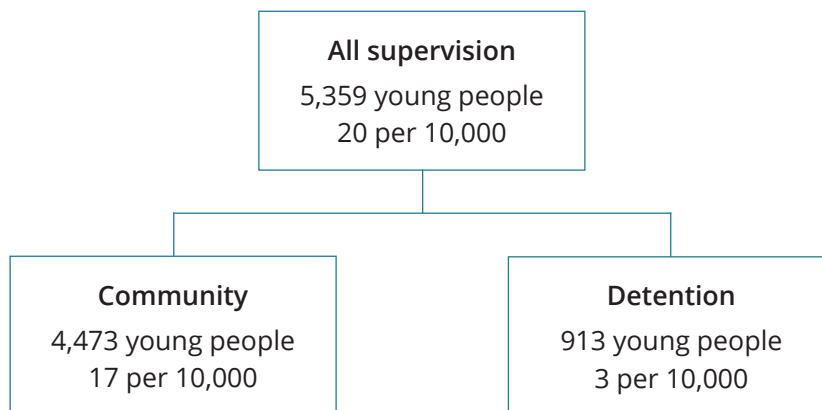 All supervision
5,359 young people
20 per 10,000
Community
4,473 young people
17 per 10,000
Detention
913 young people
3 per 10,000